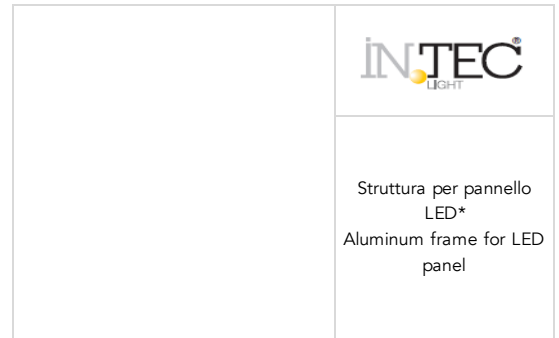 iN.TEC®
LIGHT
Struttura per pannello
LED*
Aluminum frame for LED
panel